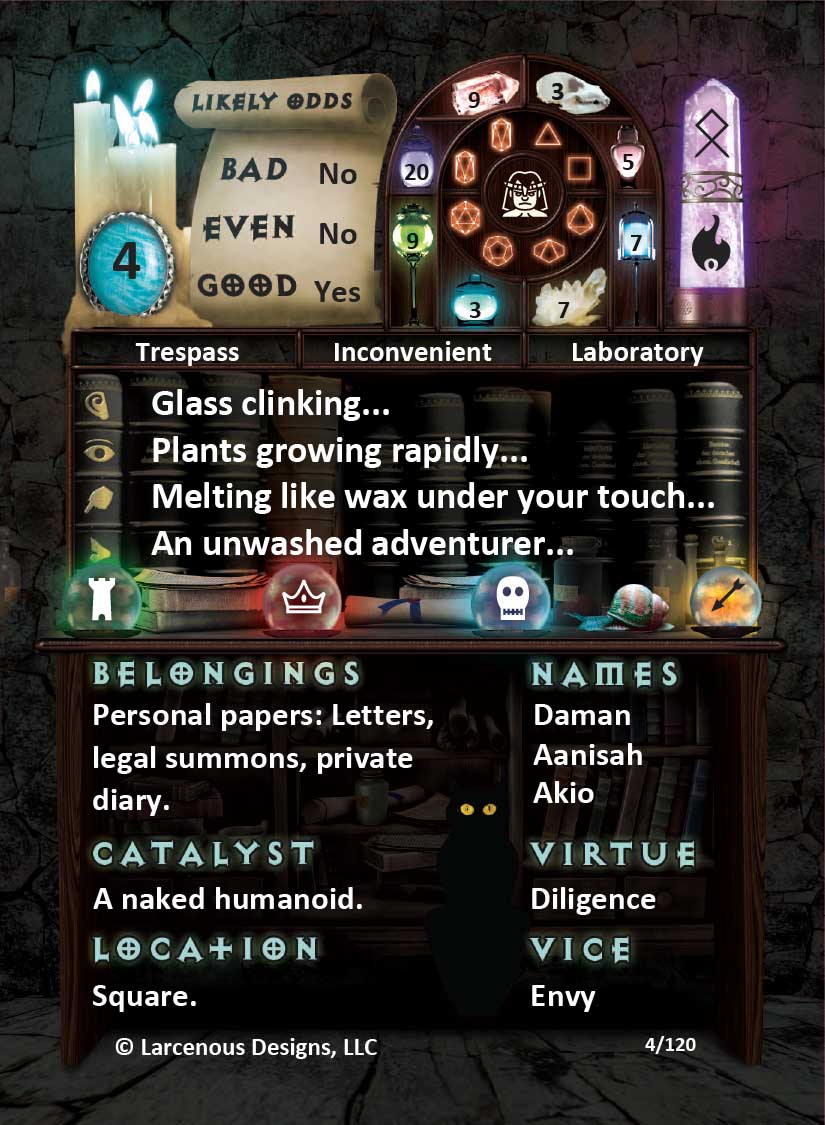 LIKELY ODDS
BAD No
EVEN No
GOOD Yes
4
9
3
20
5
9
7
3
7
Trespass Inconvenient Laboratory
Glass clinking...
Plants growing rapidly...
Melting like wax under your touch...
An unwashed adventurer...
BELONGINGS
Personal papers: Letters,
legal summons, private
diary.
NAMES
Daman
Aanisah
Akio
CATALYST
A naked humanoid.
VIRTUE
Diligence
LOCATION
Square.
VICE
Envy
© Larcenous Designs, LLC
4/120